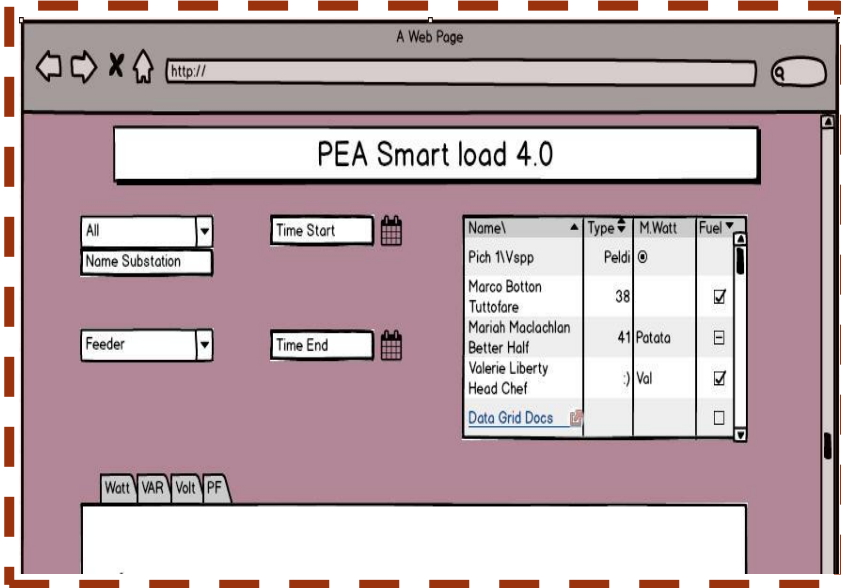 A Web Page
http://
PEA Smart load 4.0
All
Name Substation
Time Start
Feeder
Time End
Name\ Type M.Watt Fuel
Pich 1\Vspp Peldi
Marco Botton
Tuttofare 38
Mariah Maclachlan
Better Half 41 Patata
Valerie Liberty
Head Chef :) Val
Data Grid Docs
Watt VAR Volt PF